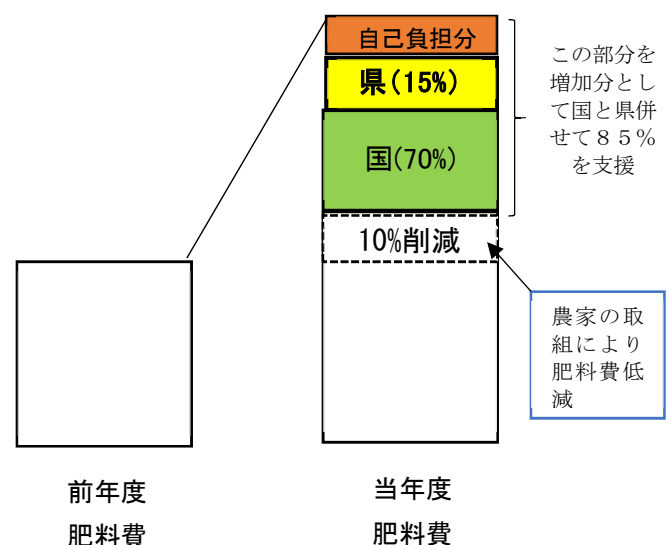 自己負担分
県(15%)
国(70%)
10%削減
この部分を
増加分とし
て国と県併
せて８５％
を支援
農家の取
組により
肥料費低
減
前年度
肥料費
当年度
肥料費